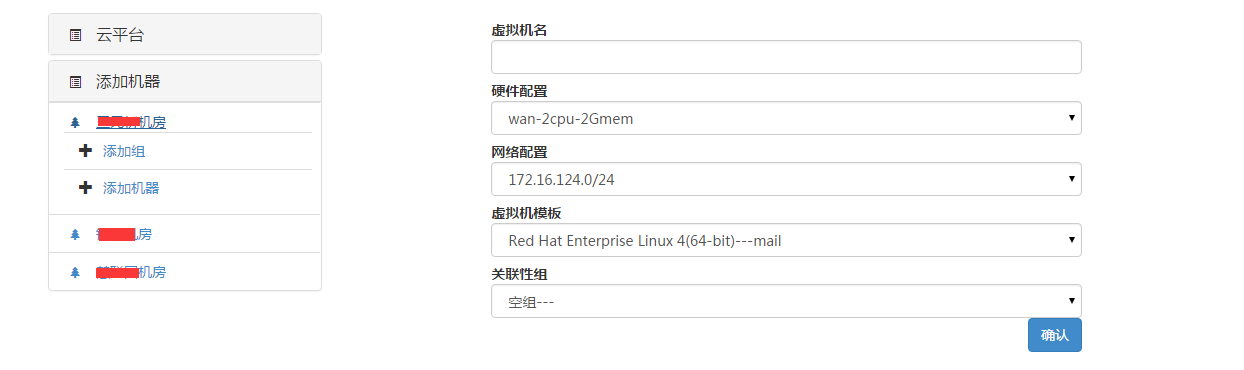 云平台
添加机器
机房
添加组
添加机器
房
机房
虚拟机名
硬件配置
wan-2cpu-2Gmem
网络配置
172.16.124.0/24
虚拟机模板
Red Hat Enterprise Linux 4(64-bit)---mail
关联性组
空组---
确认